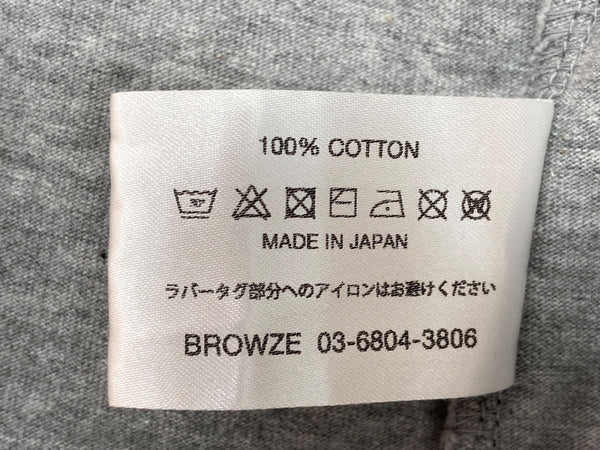 100% COTTON
MADE IN JAPAN
ラバータグ部分へのアイロンはお避けください
BROWZE 03-6804-3806